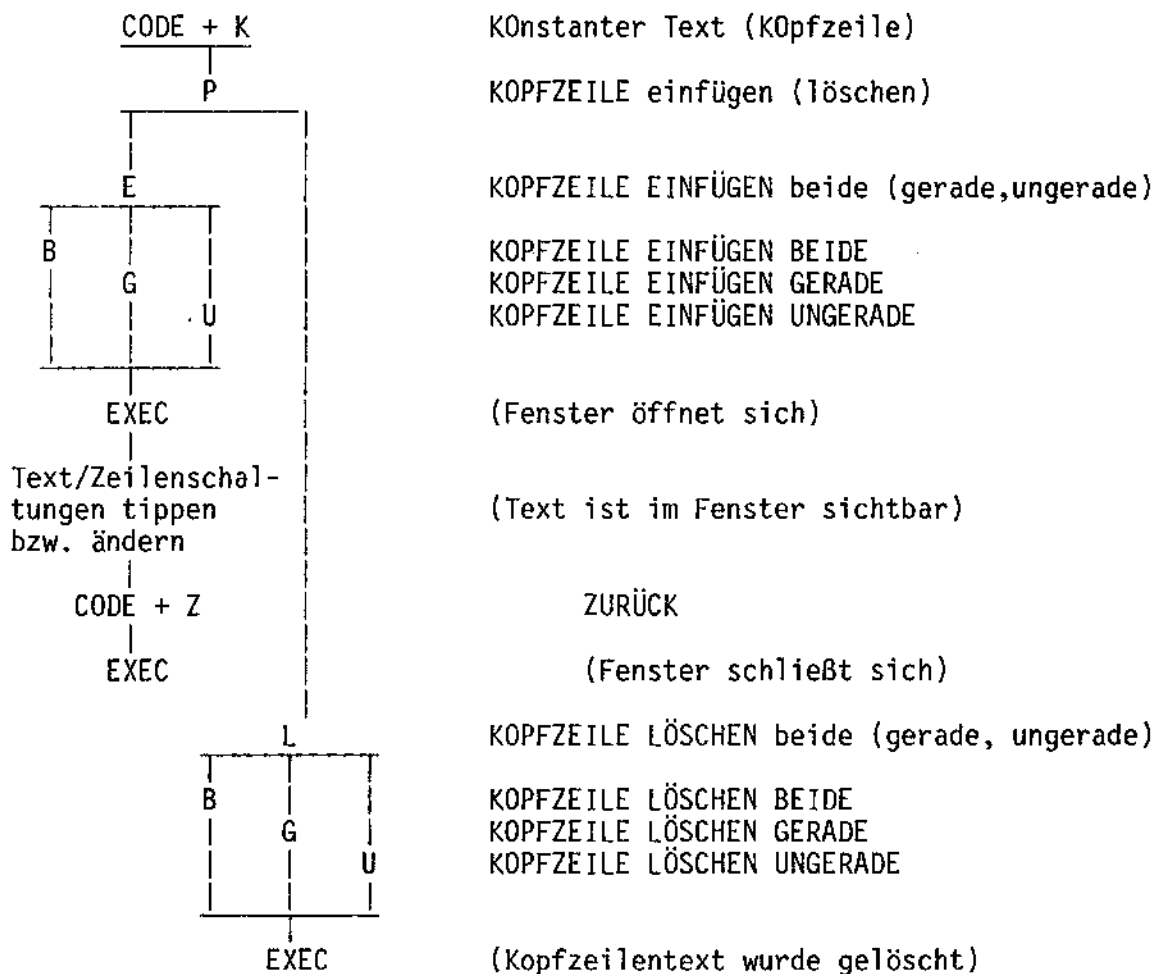 CODE + K KOnstanter Text (KOpfzeile)
P KOPFZEILE einfügen (löschen)
E KOPFZEILE EINFÜGEN beide (gerade,ungerade)
B KOPFZEILE EINFÜGEN BEIDE
G KOPFZEILE EINFÜGEN GERADE
U KOPFZEILE EINFÜGEN UNGERADE
EXEC (Fenster öffnet sich)
Text/Zeilenschal-
tungen tippen (Text ist im Fenster sichtbar)
bzw. ändern
CODE + Z ZURÜCK
EXEC (Fenster schließt sich)
L KOPFZEILE LÖSCHEN beide (gerade, ungerade)
B KOPFZEILE LÖSCHEN BEIDE
G KOPFZEILE LÖSCHEN GERADE
U KOPFZEILE LÖSCHEN UNGERADE
EXEC (Kopfzeilentext wurde gelöscht)